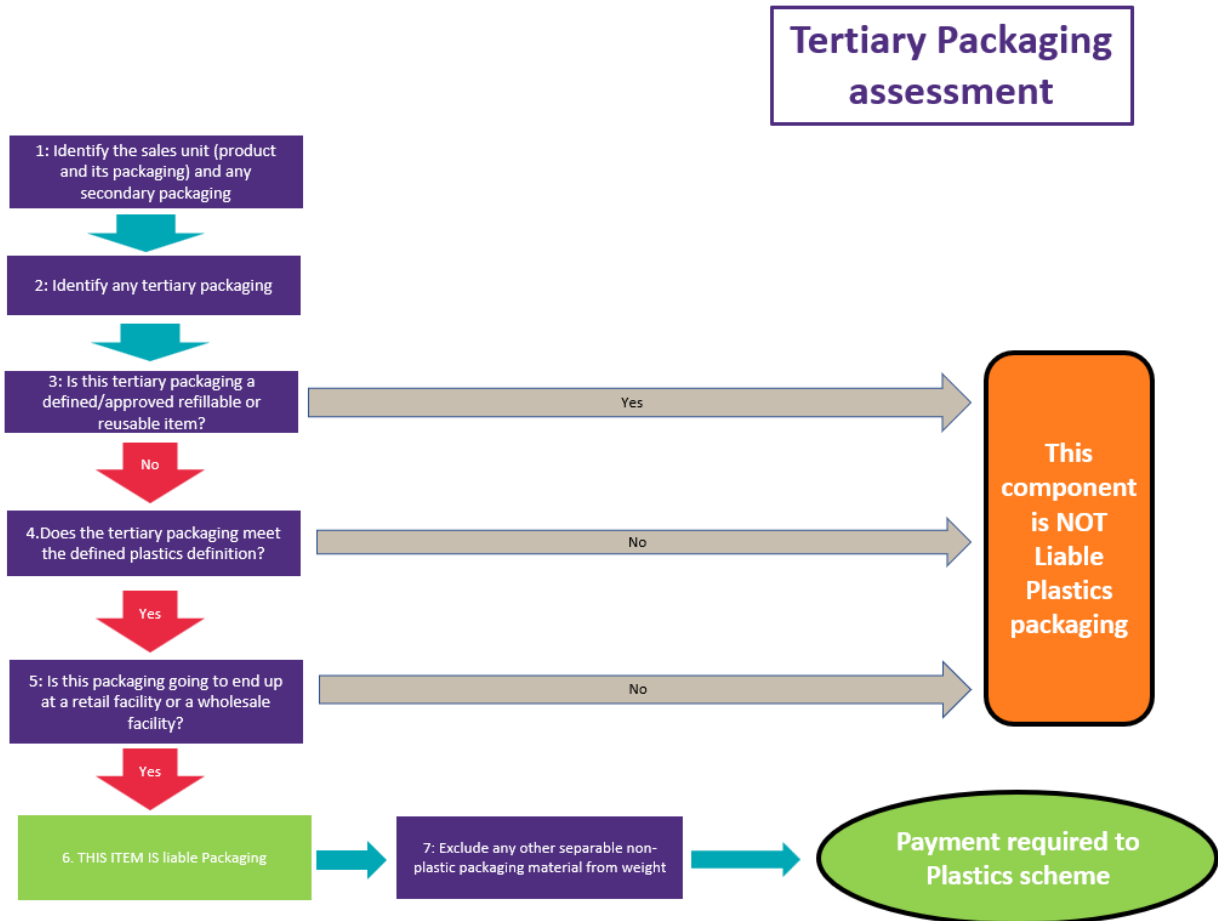 Tertiary Packaging
assessment
1: Identify the sales unit (product
and its packaging) and any
secondary packaging
2: Identify any tertiary packaging
3: Is this tertiary packaging a
defined/approved refillable or
reusable item?
Yes
No
4.Does the tertiary packaging meet
the defined plastics definition?
No
Yes
5: Is this packaging going to end up
at a retail facility or a wholesale
facility?
No
Yes
This
component
is NOT
Liable
Plastics
packaging
6. THIS ITEM IS liable Packaging
7: Exclude any other separable non-
plastic packaging material from weight
Payment required to
Plastics scheme